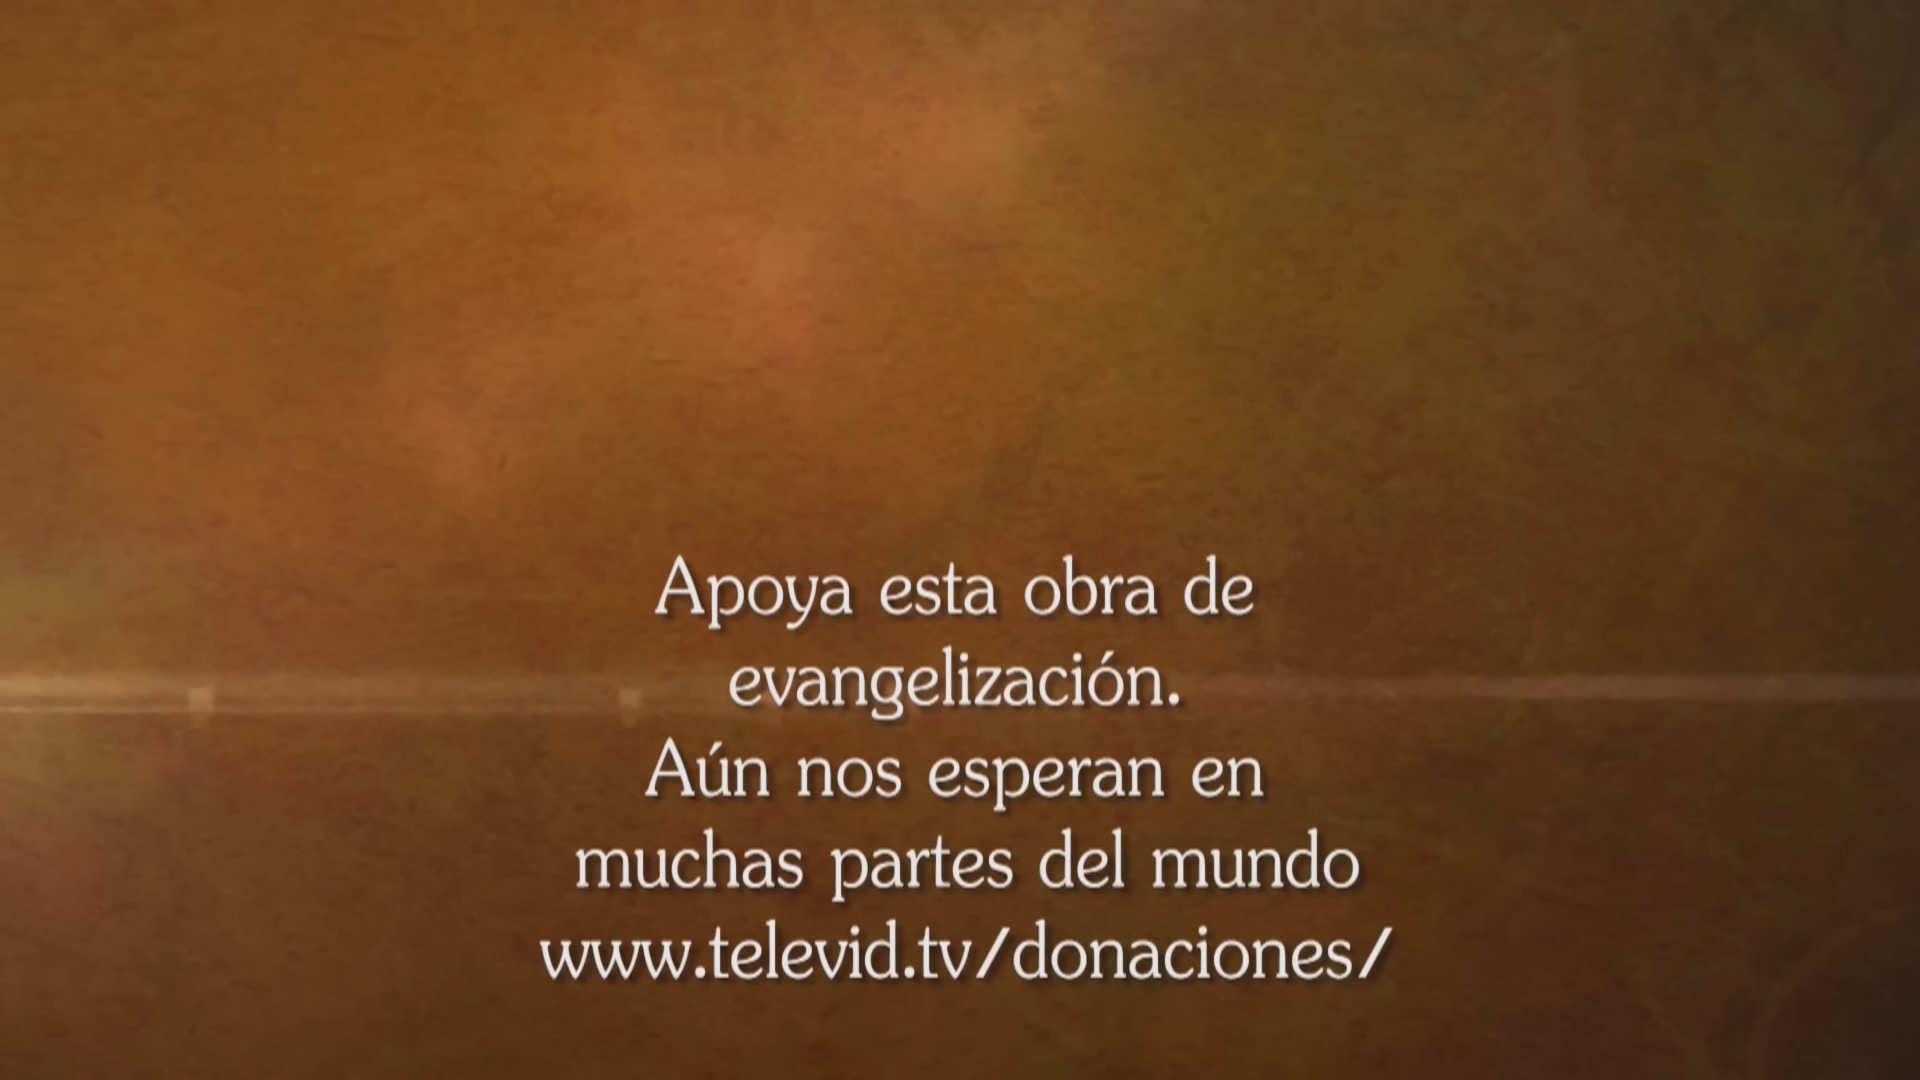 Apoya esta obra de
evangelización.
Aún nos esperan en
muchas partes del mundo
www.televid.tv/donaciones/